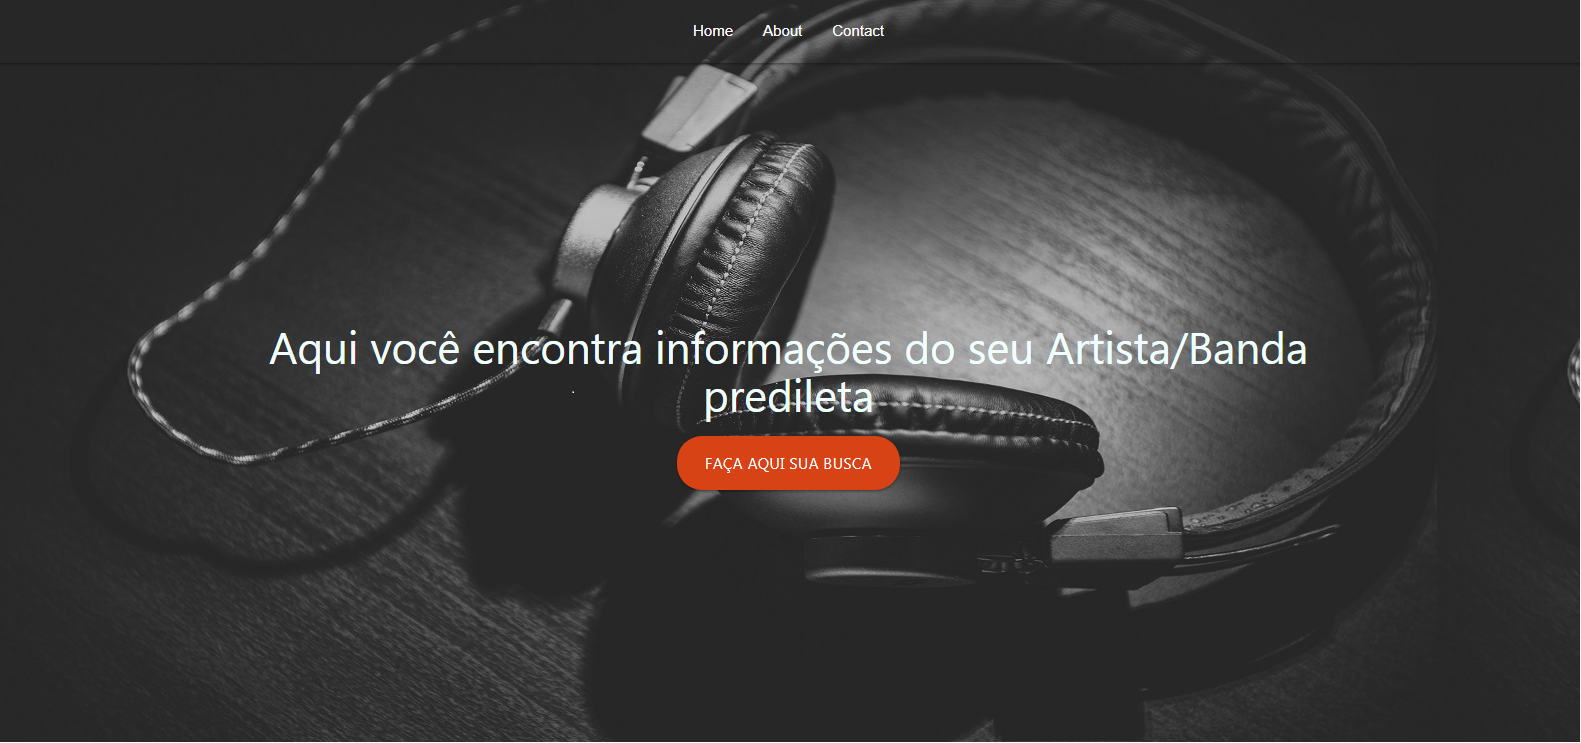 Home About Contact
Aqui você encontra informações do seu Artista/Banda
predileta
FAÇA AQUI SUA BUSCA